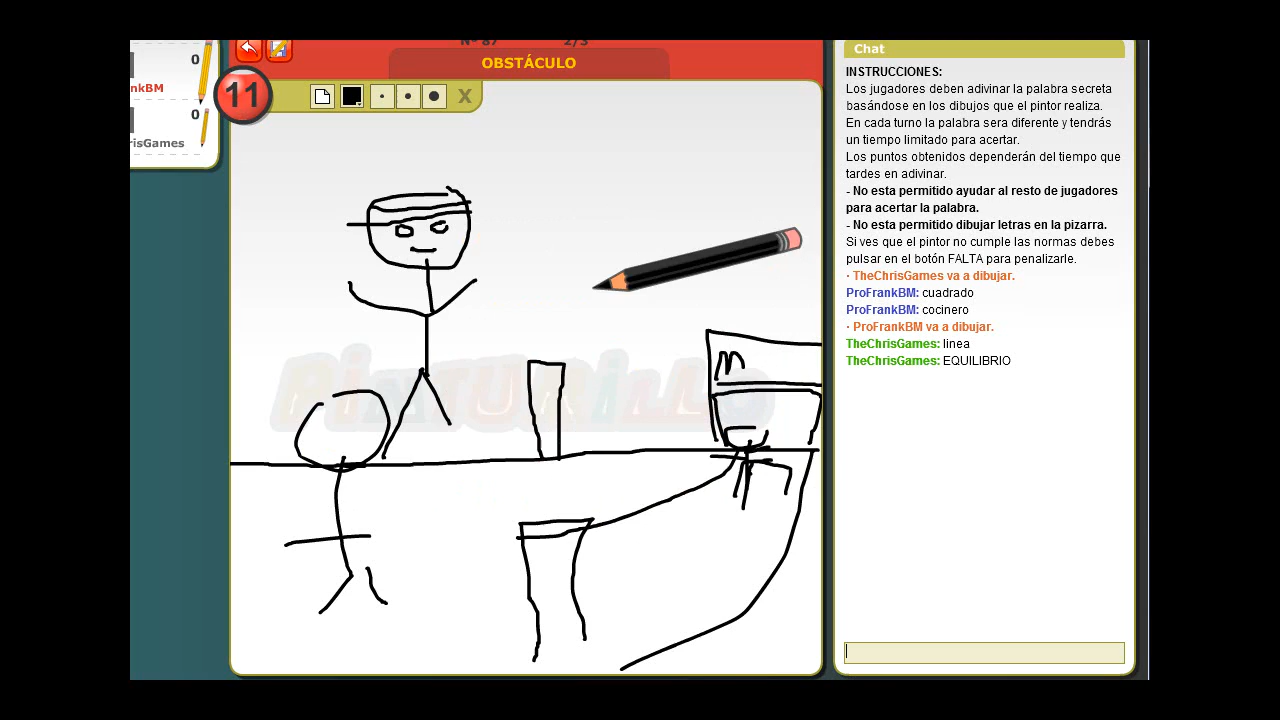 Nº 87 2/3
OBSTÁCULO
0
nkBM
11
X
0
risGames
PINTURILLO
m
Chat
INSTRUCCIONES:
Los jugadores deben adivinar la palabra secreta
basándose en los dibujos que el pintor realiza.
En cada turno la palabra sera diferente y tendrás
un tiempo limitado para acertar.
Los puntos obtenidos dependerán del tiempo que
tardes en adivinar.
- No esta permitido ayudar al resto de jugadores
para acertar la palabra.
- No esta permitido dibujar letras en la pizarra.
Si ves que el pintor no cumple las normas debes
pulsar en el botón FALTA para penalizarle.
· TheChrisGames va a dibujar.
ProFrankBM: cuadrado
ProFrankBM: cocinero
· ProFrankBM va a dibujar.
TheChrisGames: linea
TheChrisGames: EQUILIBRIO